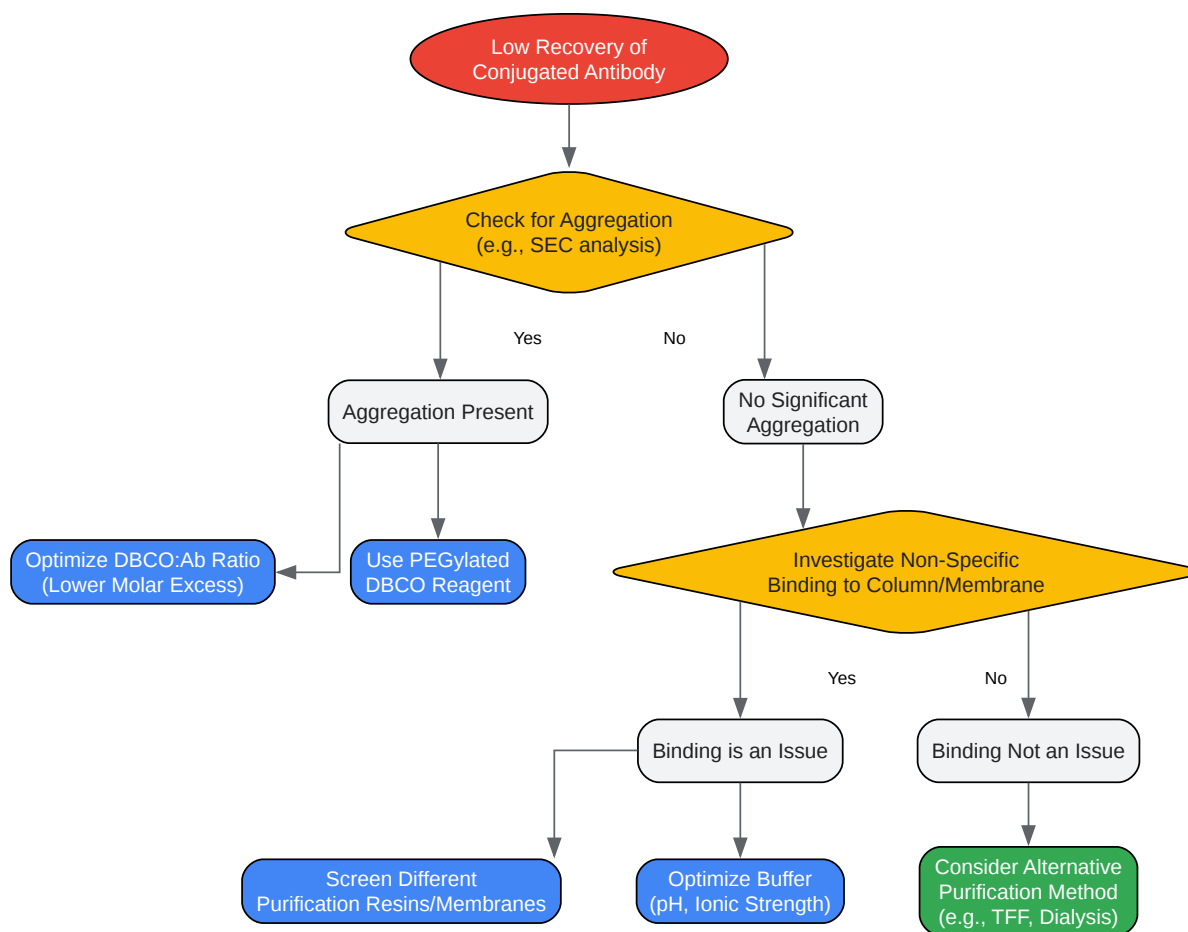 Low Recovery of
Conjugated Antibody
Check for Aggregation
(e.g., SEC analysis)
Yes
No
Aggregation Present
No Significant
Aggregation
Optimize DBCO:Ab Ratio
(Lower Molar Excess)
Use PEGylated
DBCO Reagent
Investigate Non-Specific
Binding to Column/Membrane
Yes
No
Binding is an Issue
Binding Not an Issue
Screen Different
Purification Resins/Membranes
Optimize Buffer
(pH, Ionic Strength)
Consider Alternative
Purification Method
(e.g., TFF, Dialysis)